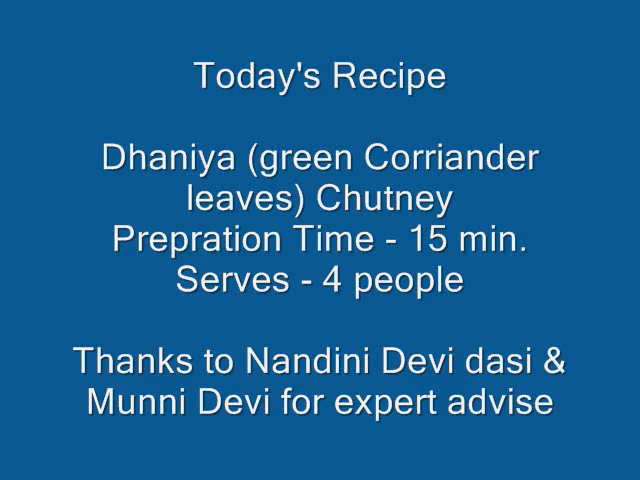 Today's Recipe
Dhaniya (green Corriander
leaves) Chutney
Prepration Time - 15 min.
Serves - 4 people
Thanks to Nandini Devi dasi &
Munni Devi for expert advise